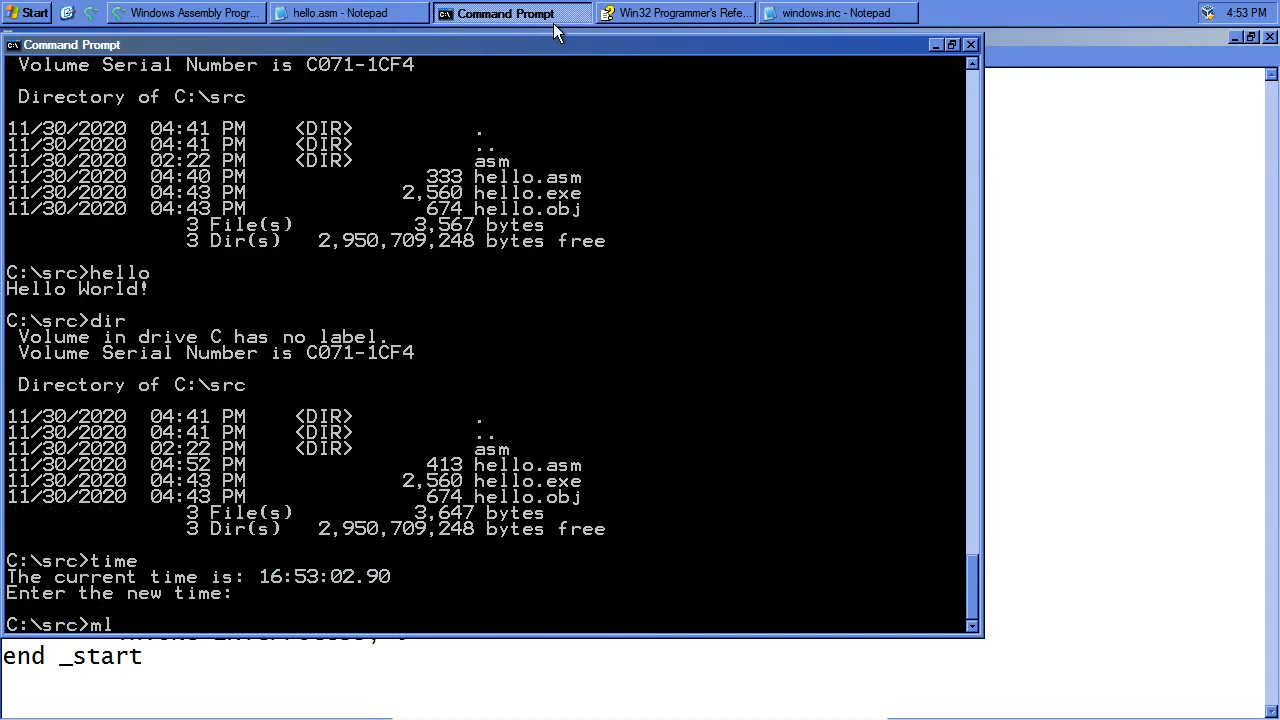 Start
Windows Assembly Progr...
hello.asm - Notepad
Command Prompt
Win32 Programmer's Refe...
windows.inc - Notepad
4:53 PM
Command Prompt
Volume Serial Number is C071-1CF4
Directory of C:\src
11/30/2020 04:41 PM <DIR> .
11/30/2020 04:41 PM <DIR> ..
11/30/2020 02:22 PM <DIR> asm
11/30/2020 04:40 PM 333 hello.asm
11/30/2020 04:43 PM 2,560 hello.exe
11/30/2020 04:43 PM 674 hello.obj
3 File(s) 3,567 bytes
3 Dir(s) 2,950,709,248 bytes free
C:\src>hello
Hello World!
C:\src>dir
Volume in drive C has no label.
Volume Serial Number is C071-1CF4
Directory of C:\src
11/30/2020 04:41 PM <DIR> .
11/30/2020 04:41 PM <DIR> ..
11/30/2020 02:22 PM <DIR> asm
11/30/2020 04:52 PM 413 hello.asm
11/30/2020 04:43 PM 2,560 hello.exe
11/30/2020 04:43 PM 674 hello.obj
3 File(s) 3,647 bytes
3 Dir(s) 2,950,709,248 bytes free
C:\src>time
The current time is: 16:53:02.90
Enter the new time:
C:\src>ml
end _start